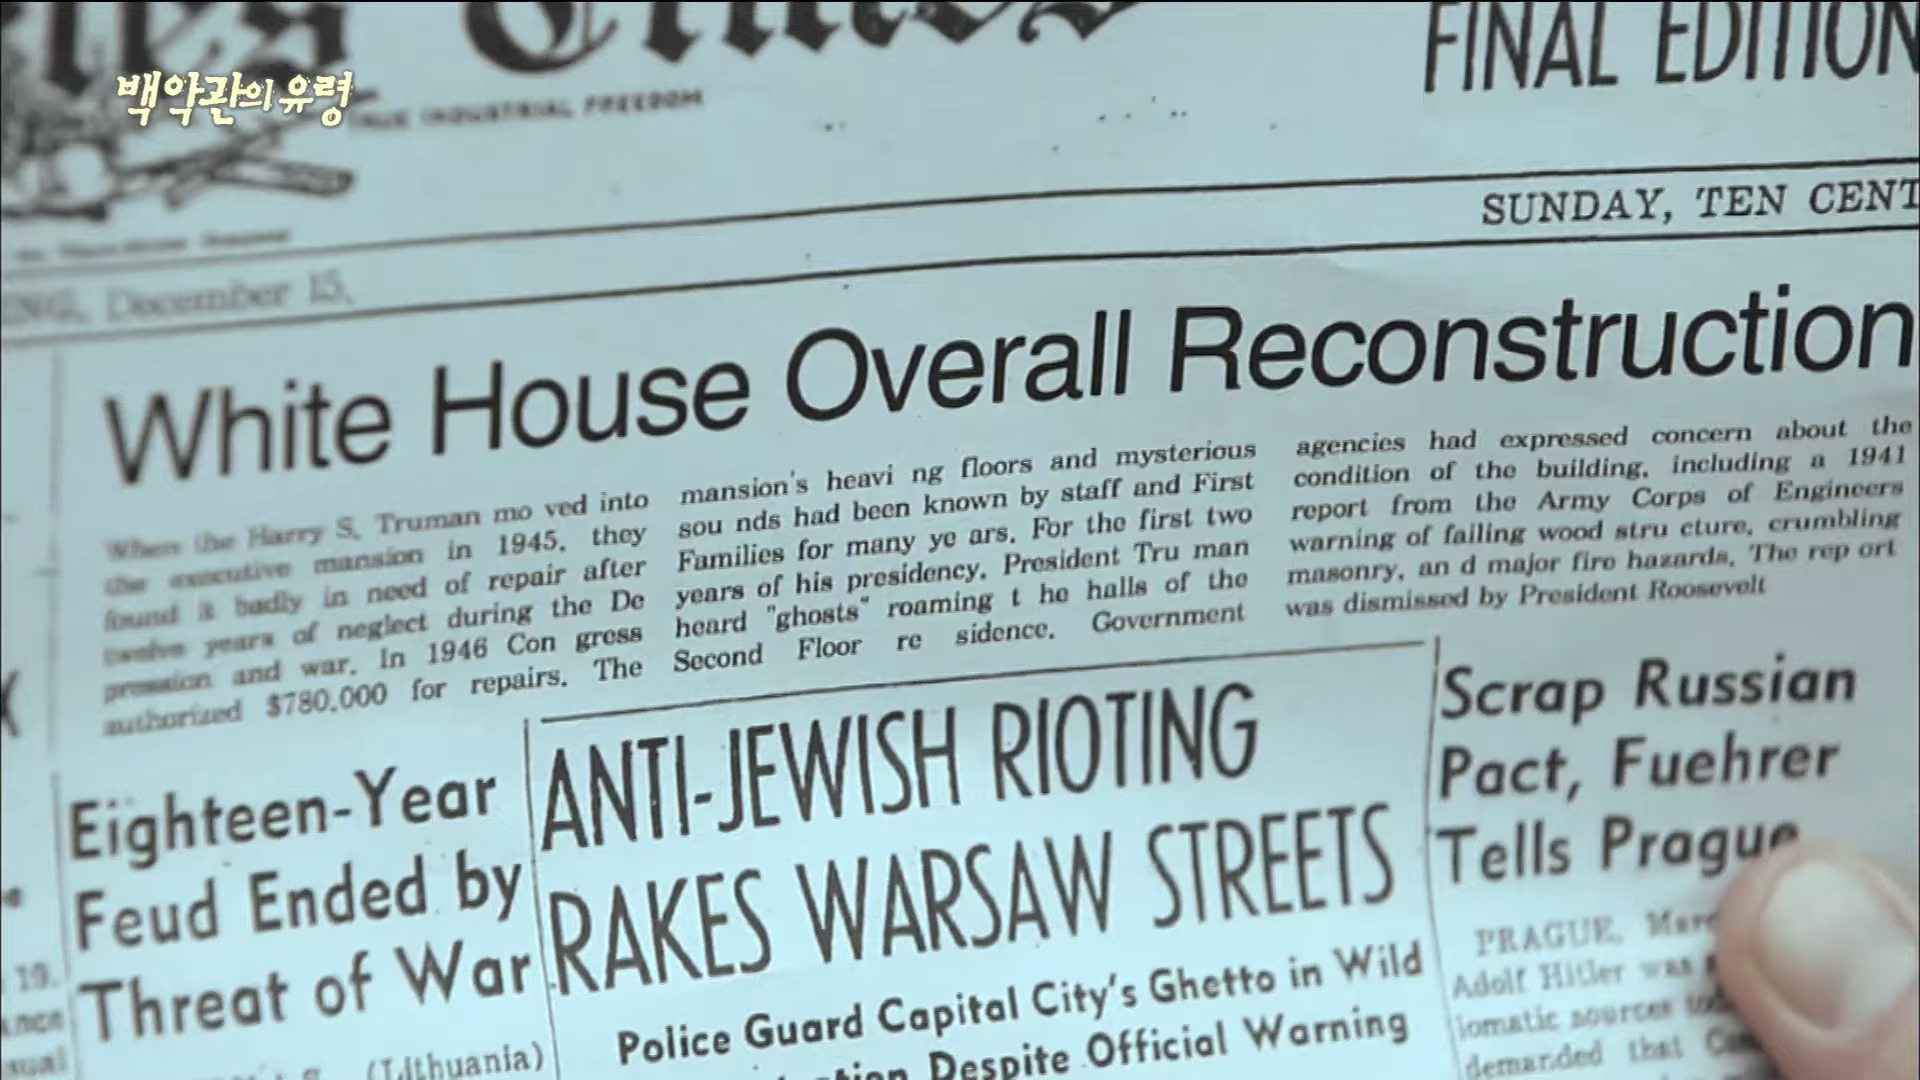 Times
FINAL EDITION
백악관의 유령
TRUE INDUSTRIAL FREEDOM
SUNDAY, TEN CENT
December 15,
White House Overall Reconstruction
When the Harry S. Truman mo ved into
the executive mansion in 1945, they
found it badly in need of repair after
twelve years of neglect during the De
pression and war. In 1946 Con gress
authorized $780,000 for repairs. The
mansion's heavi ng floors and mysterious
sou nds had been known by staff and First
Families for many ye ars. For the first two
years of his presidency, President Tru man
heard "ghosts" roaming t he halls of the
Second Floor re sidence. Government
agencies had expressed concern about the
condition of the building, including a 1941
report from the Army Corps of Engineers
warning of failing wood stru cture, crumbling
masonry, an d major fire hazards. The rep ort
was dismissed by President Roosevelt
Eighteen-Year
Feud Ended by
Threat of War
(Lithuania)
ANTI-JEWISH RIOTING
RAKES WARSAW STREETS
Police Guard Capital City's Ghetto in Wild
Despite Official Warning
Scrap Russian
Pact, Fuehrer
Tells Prague
PRAGUE,
Adolf Hitler was
sources
demanded that
19.